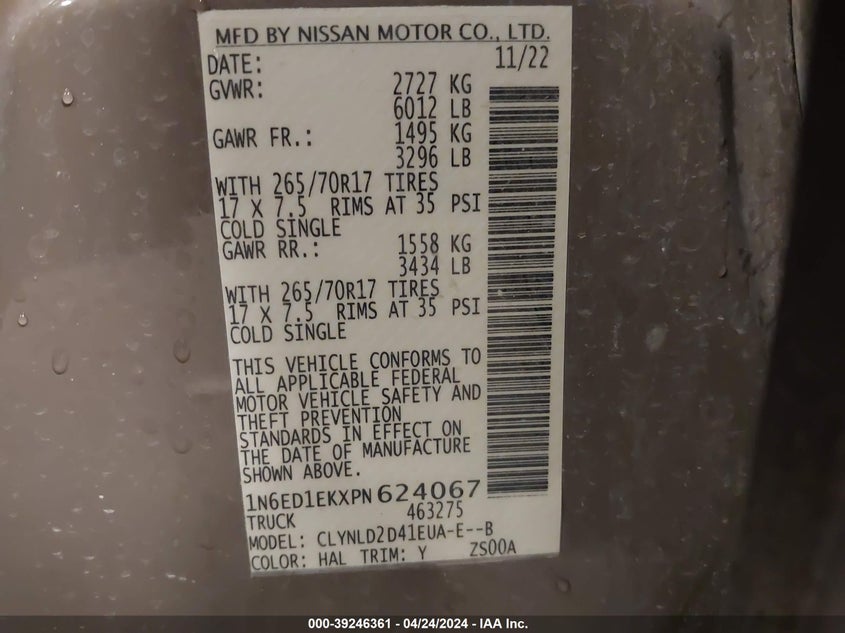 MFD BY NISSAN MOTOR CO., LTD.
DATE: 11/22
GVWR: 2727 KG
6012 LB
GAWR FR.: 1495 KG
3296 LB
WITH 265/70R17 TIRES
17 X 7.5 RIMS AT 35 PSI
COLD SINGLE
GAWR RR.: 1558 KG
3434 LB
WITH 265/70R17 TIRES
17 X 7.5 RIMS AT 35 PSI
COLD SINGLE
THIS VEHICLE CONFORMS TO
ALL APPLICABLE FEDERAL
MOTOR VEHICLE SAFETY AND
THEFT PREVENTION
STANDARDS IN EFFECT ON
THE DATE OF MANUFACTURE
SHOWN ABOVE.
1N6ED1EKXPN624067
TRUCK 463275
MODEL: CLYNLD2D41EUA-E--B
COLOR: HAL TRIM: Y ZS00A
000-39246361 - 04/24/2024 - IAA Inc.